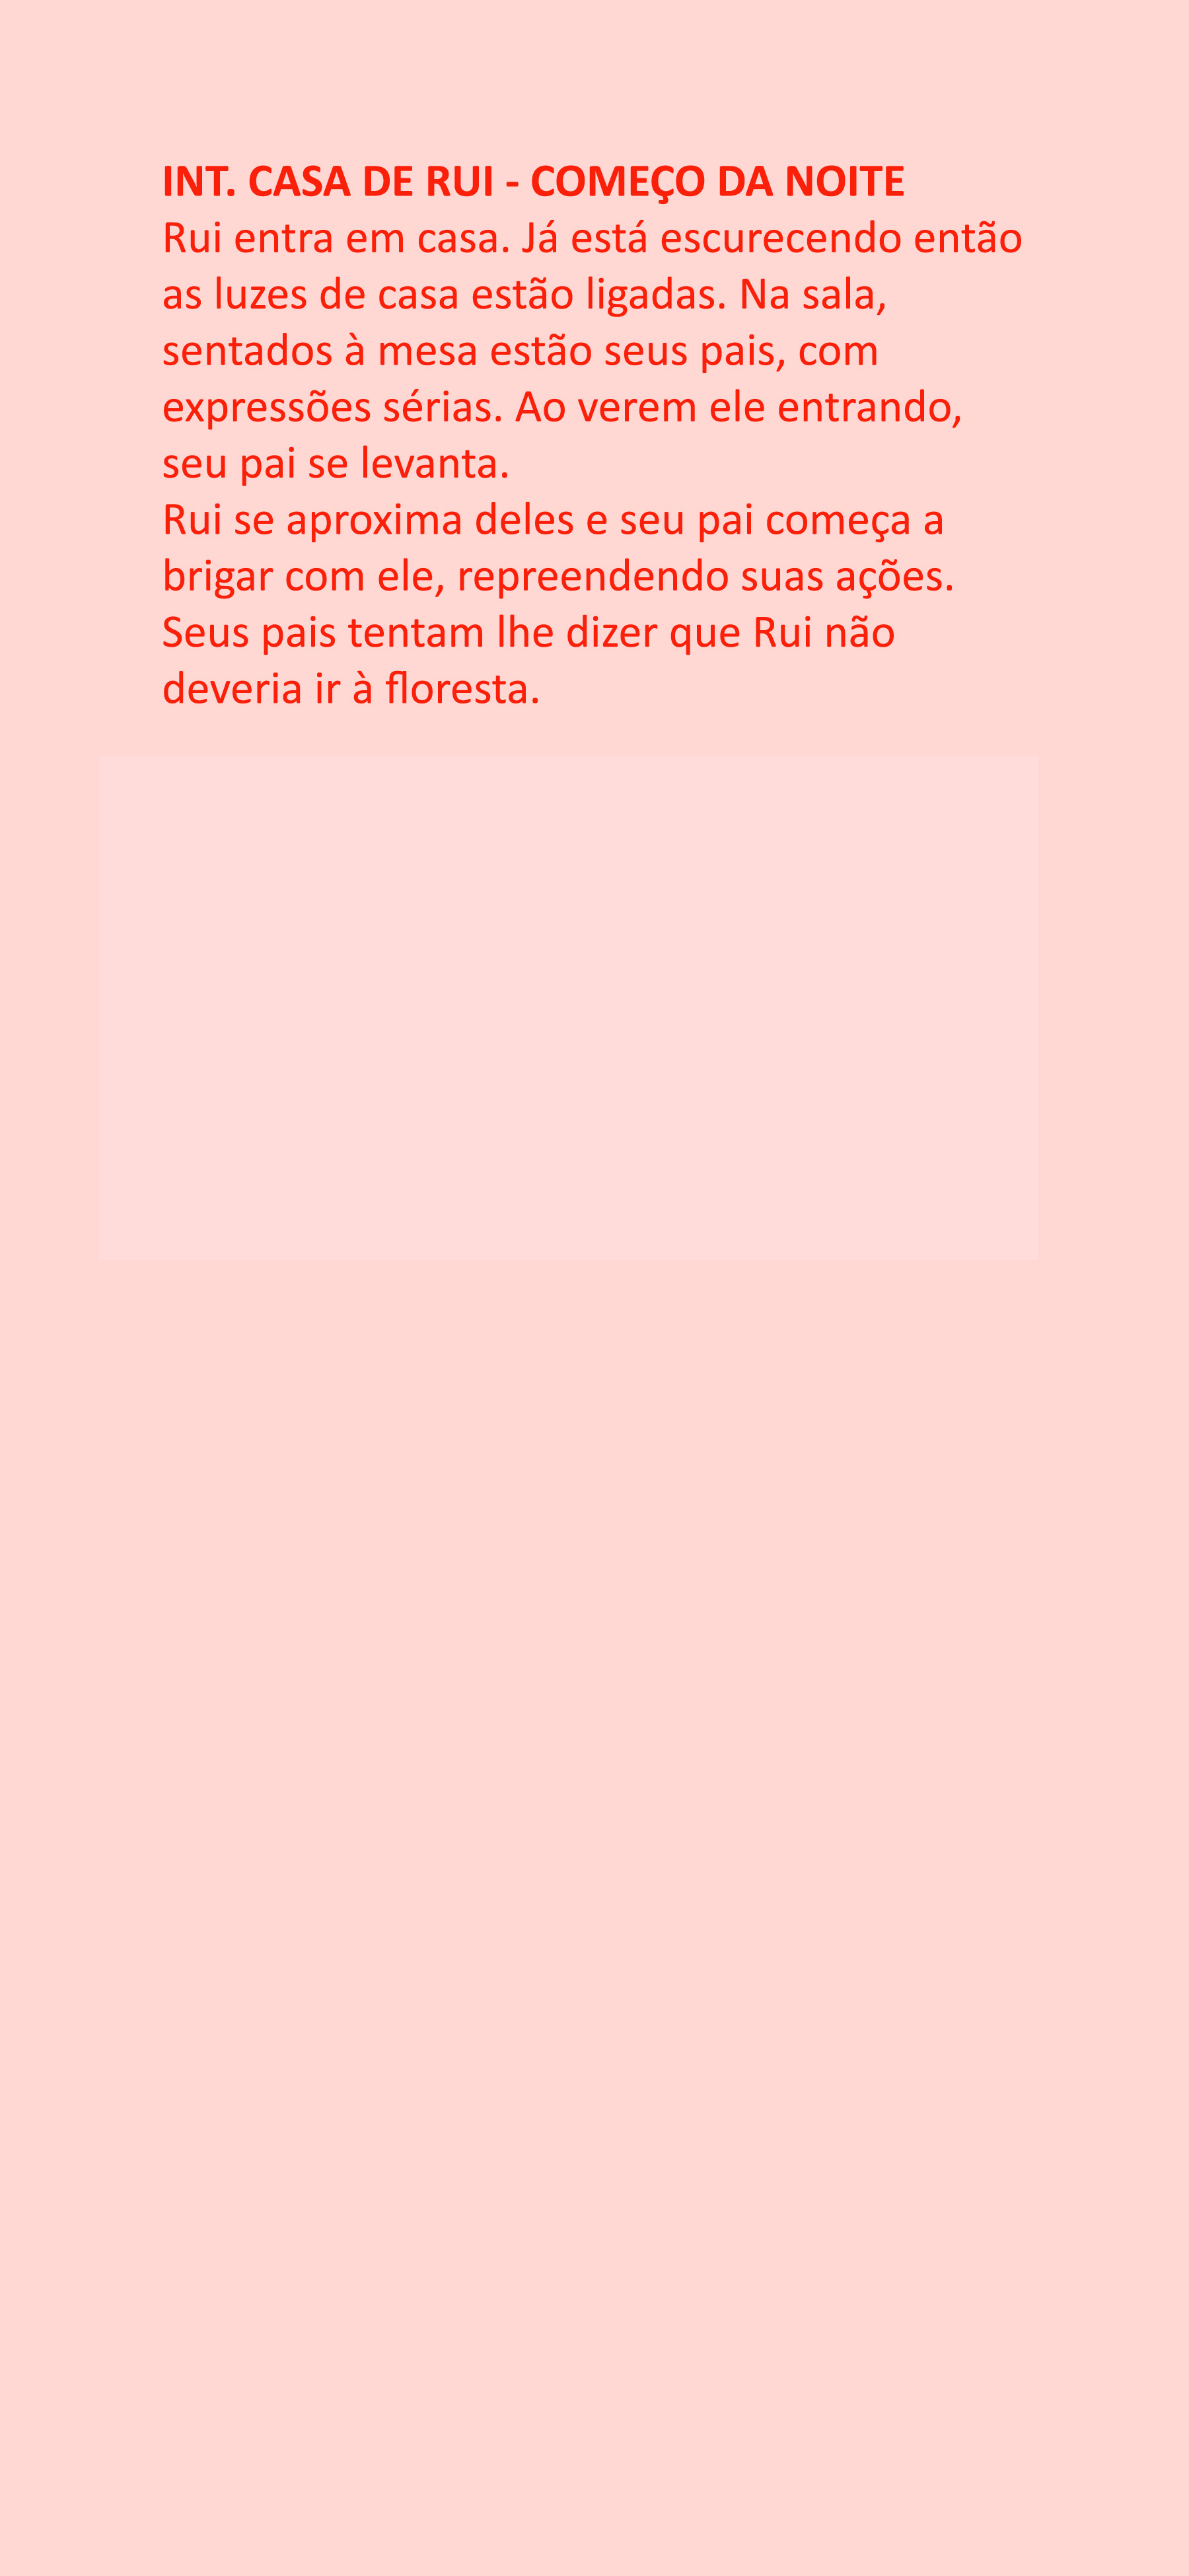 INT. CASA DE RUI - COMEÇO DA NOITE
Rui entra em casa. Já está escurecendo então
as luzes de casa estão ligadas. Na sala,
sentados à mesa estão seus pais, com
expressões sérias. Ao verem ele entrando,
seu pai se levanta.
Rui se aproxima deles e seu pai começa a
brigar com ele, repreendendo suas ações.
Seus pais tentam lhe dizer que Rui não
deveria ir à floresta.